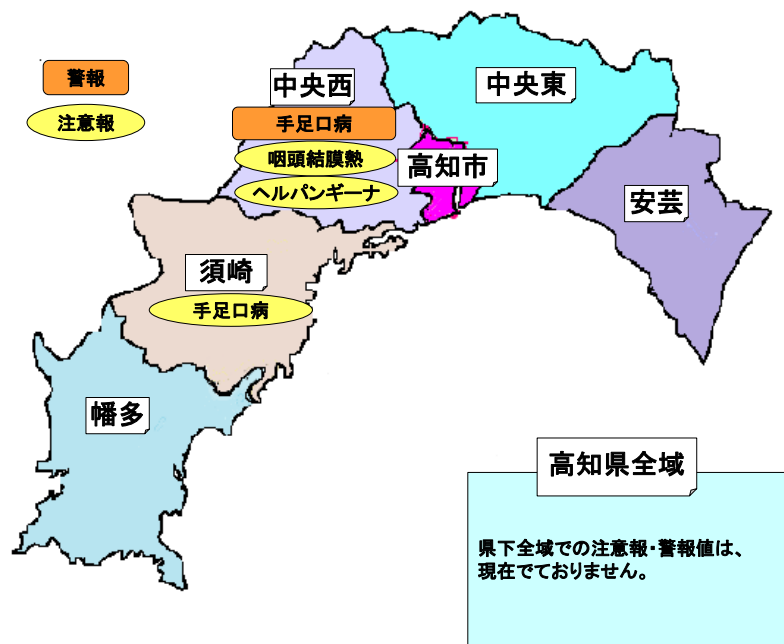 警報
注意報
中央西
手足口病
咽頭結膜熱
ヘルパンギーナ
中央東
高知市
安芸
須崎
手足口病
幡多
高知県全域
県下全域での注意報・警報値は、
現在でておりません。